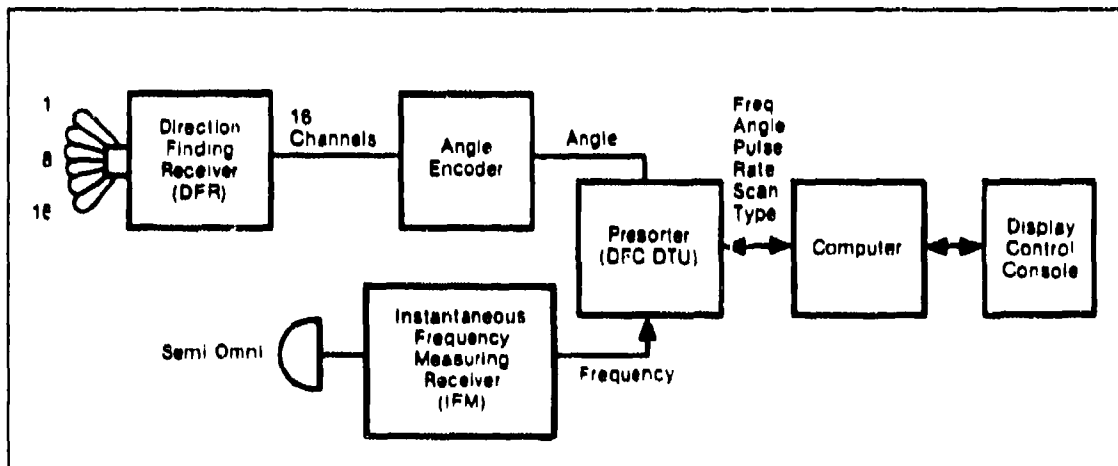 1
8
16
Direction
Finding
Receiver
(DFR)
16
Channels
Angle
Encoder
Angle
Presorter
(DFC DTU)
Freq
Angle
Pulse
Rate
Scan
Type
Computer
Display
Control
Console
Semi Omni
Instantaneous
Frequency
Measuring
Receiver
(IFM)
Frequency